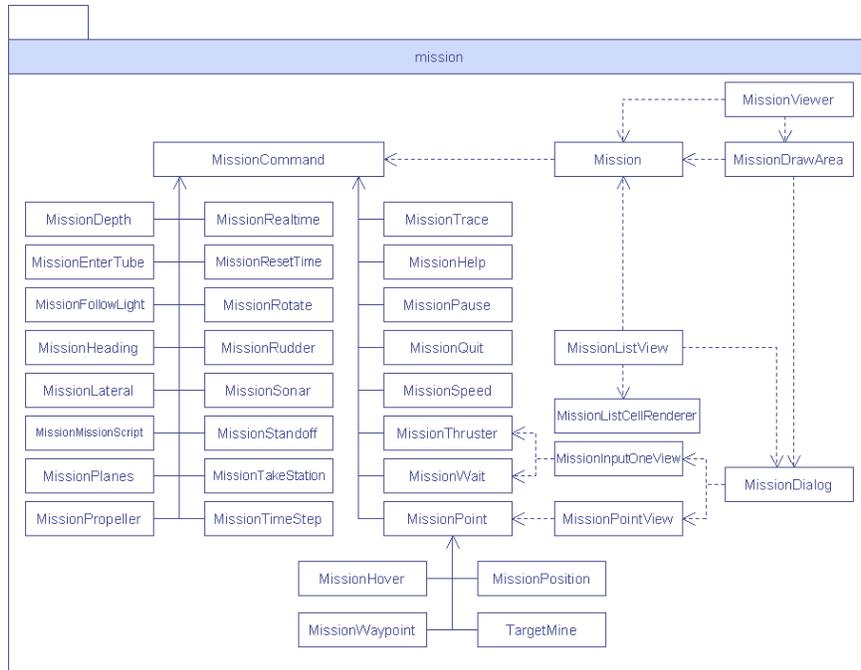 mission
MissionViewer
MissionCommand
Mission
MissionDrawArea
MissionDepth
MissionRealtime
MissionTrace
MissionEnterTube
MissionResetTime
MissionHelp
MissionFollowLight
MissionRotate
MissionPause
MissionHeading
MissionRudder
MissionQuit
MissionListView
MissionLateral
MissionSonar
MissionSpeed
MissionListCellRenderer
MissionMissionScript
MissionStandoff
MissionThruster
MissionInputOneView
MissionPlanes
MissionTakeStation
MissionWait
MissionDialog
MissionPropeller
MissionTimeStep
MissionPoint
MissionPointView
MissionHover
MissionPosition
MissionWaypoint
TargetMine